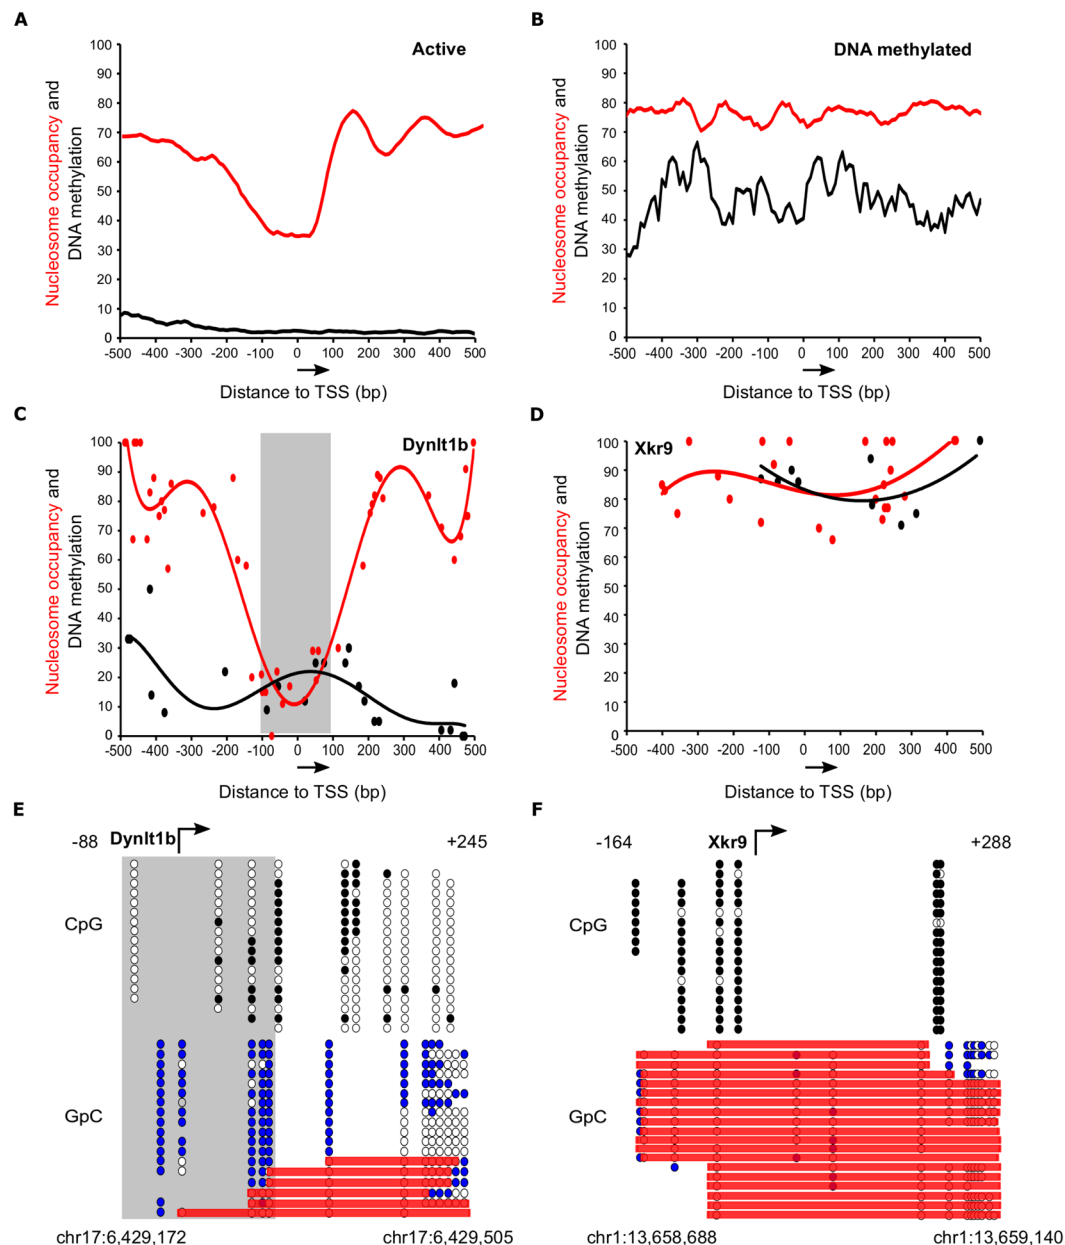 A
Active
Nucleosome occupancy and
DNA methylation
100
90
80
70
60
50
40
30
20
10
0
-500 -400 -300 -200 -100 0 100 200 300 400 500
Distance to TSS (bp)
B
DNA methylated
Nucleosome occupancy and
DNA methylation
100
90
80
70
60
50
40
30
20
10
0
-500 -400 -300 -200 -100 0 100 200 300 400 500
Distance to TSS (bp)
C
Dynlt1b
Nucleosome occupancy and
DNA methylation
100
90
80
70
60
50
40
30
20
10
0
-500 -400 -300 -200 -100 0 100 200 300 400 500
Distance to TSS (bp)
D
Xkr9
Nucleosome occupancy and
DNA methylation
100
90
80
70
60
50
40
30
20
10
0
-500 -400 -300 -200 -100 0 100 200 300 400 500
Distance to TSS (bp)
E
-88 Dynlt1b +245
CpG
GpC
chr17:6,429,172 chr17:6,429,505
F
-164 Xkr9 +288
CpG
GpC
chr1:13,658,688 chr1:13,659,140